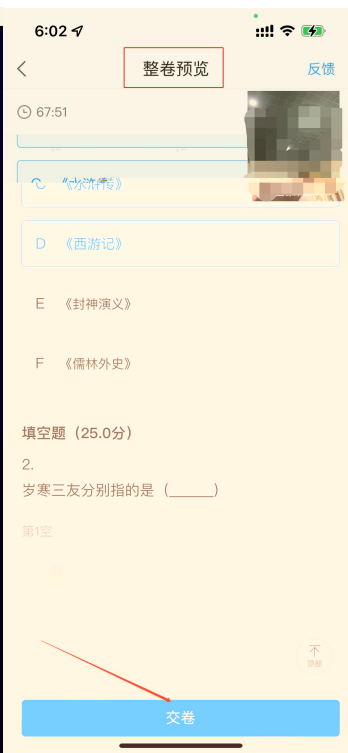 6:02
整卷预览
反馈
67:51
C 《水浒传》
D 《西游记》
E 《封神演义》
F 《儒林外史》
填空题（25.0分）
2.
岁寒三友分别指的是（_____）
第1空
顶部
交卷